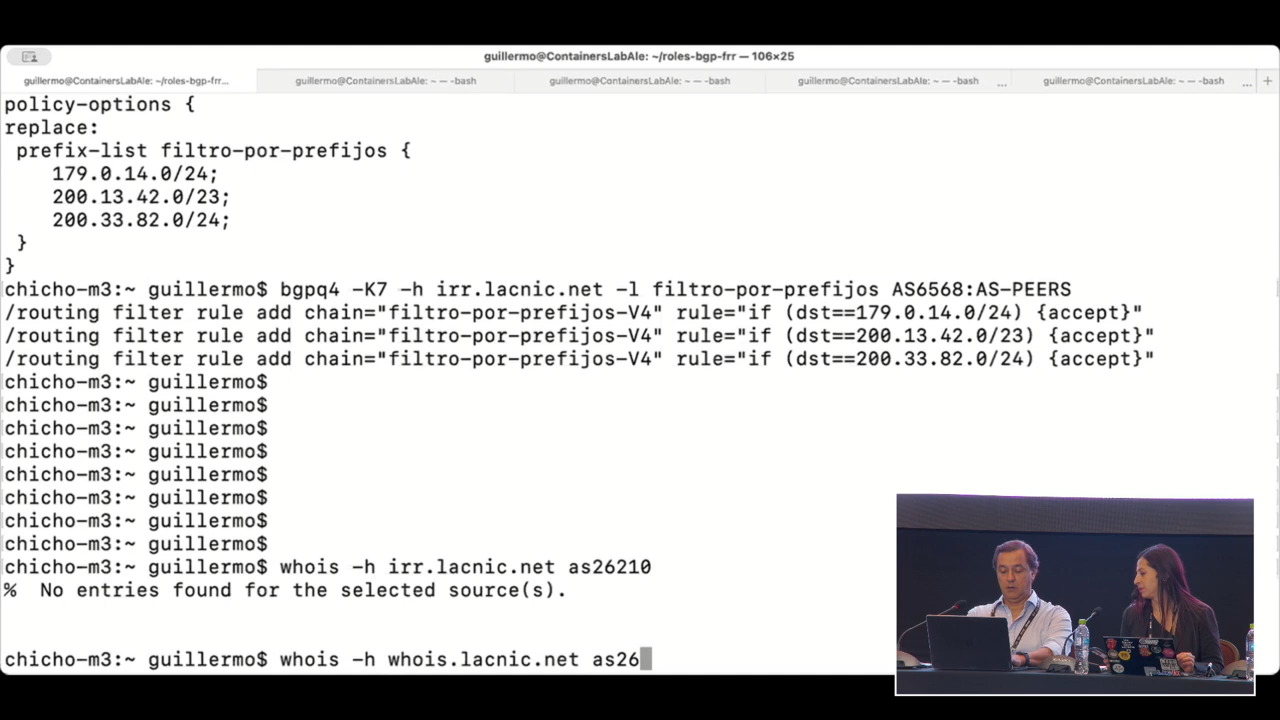 guillermo@ContainersLabAle: ~/roles-bgp-frr — 106×25
guillermo@ContainersLabAle: ~/roles-bgp-frr...
guillermo@ContainersLabAle: ~ — -bash
guillermo@ContainersLabAle: ~ — -bash
guillermo@ContainersLabAle: ~ — -bash ...
guillermo@ContainersLabAle: ~ — -bash ... +
policy-options {
replace:
 prefix-list filtro-por-prefijos {
    179.0.14.0/24;
    200.13.42.0/23;
    200.33.82.0/24;
 }
}
chicho-m3:~ guillermo$ bgpq4 -K7 -h irr.lacnic.net -l filtro-por-prefijos AS6568:AS-PEERS
/routing filter rule add chain="filtro-por-prefijos-V4" rule="if (dst==179.0.14.0/24) {accept}"
/routing filter rule add chain="filtro-por-prefijos-V4" rule="if (dst==200.13.42.0/23) {accept}"
/routing filter rule add chain="filtro-por-prefijos-V4" rule="if (dst==200.33.82.0/24) {accept}"
chicho-m3:~ guillermo$
chicho-m3:~ guillermo$
chicho-m3:~ guillermo$
chicho-m3:~ guillermo$
chicho-m3:~ guillermo$
chicho-m3:~ guillermo$
chicho-m3:~ guillermo$
chicho-m3:~ guillermo$
chicho-m3:~ guillermo$ whois -h irr.lacnic.net as26210
%  No entries found for the selected source(s).
chicho-m3:~ guillermo$ whois -h whois.lacnic.net as26